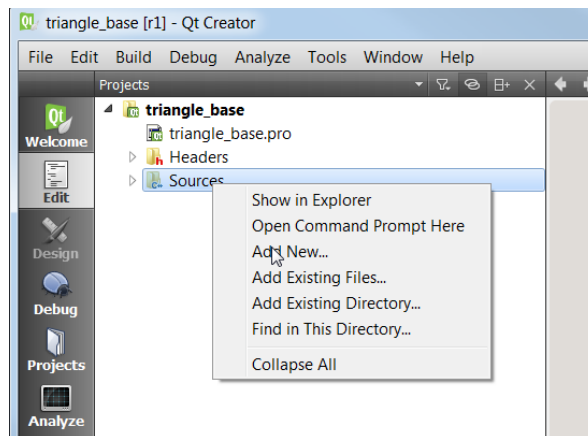 triangle_base [r1] - Qt Creator
File Edit Build Debug Analyze Tools Window Help
Projects
triangle_base
triangle_base.pro
Headers
Sources
Welcome
Edit
Design
Debug
Projects
Analyze
Show in Explorer
Open Command Prompt Here
Add New...
Add Existing Files...
Add Existing Directory...
Find in This Directory...
Collapse All